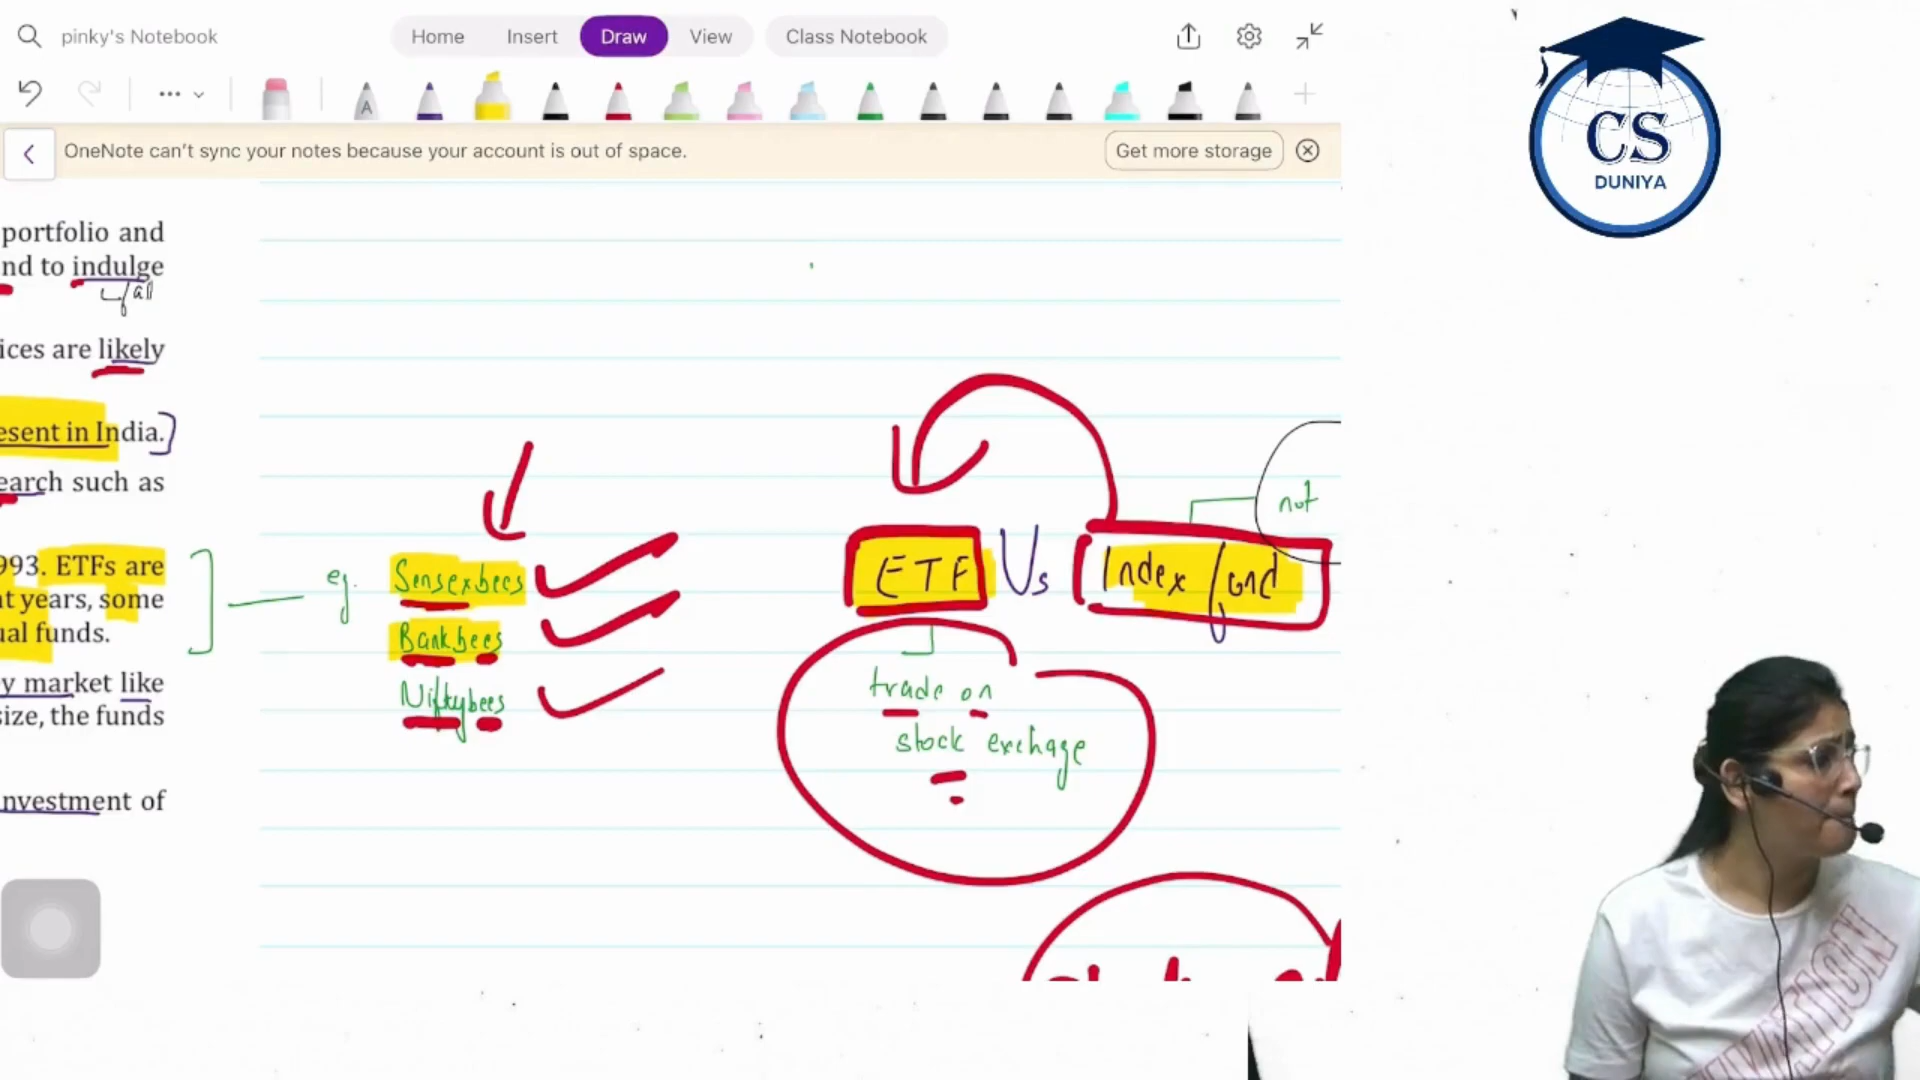 pinky's Notebook
Home Insert Draw View Class Notebook
A
OneNote can't sync your notes because your account is out of space.
Get more storage
CS
DUNIYA
portfolio and
nd to indulge
ices are likely
esent in India.
earch such as
993. ETFs are
at years, some
ual funds.
y market like
size, the funds
nvestment of
eg.
Sensexbees
Bankbees
Niftybees
ETF Vs Index fund
not
trade on
stock exchage